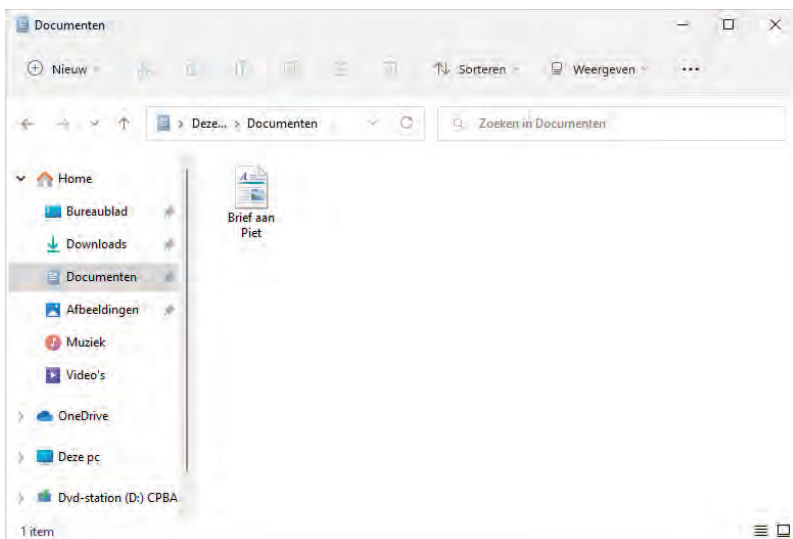 Documenten
Nieuw Sorteren Weergeven ...
Deze... > Documenten Zoeken in Documenten
Home
Bureaublad
Downloads
Documenten
Afbeeldingen
Muziek
Video's
OneDrive
Deze pc
Dvd-station (D:) CPBA
Brief aan
Piet
1 item